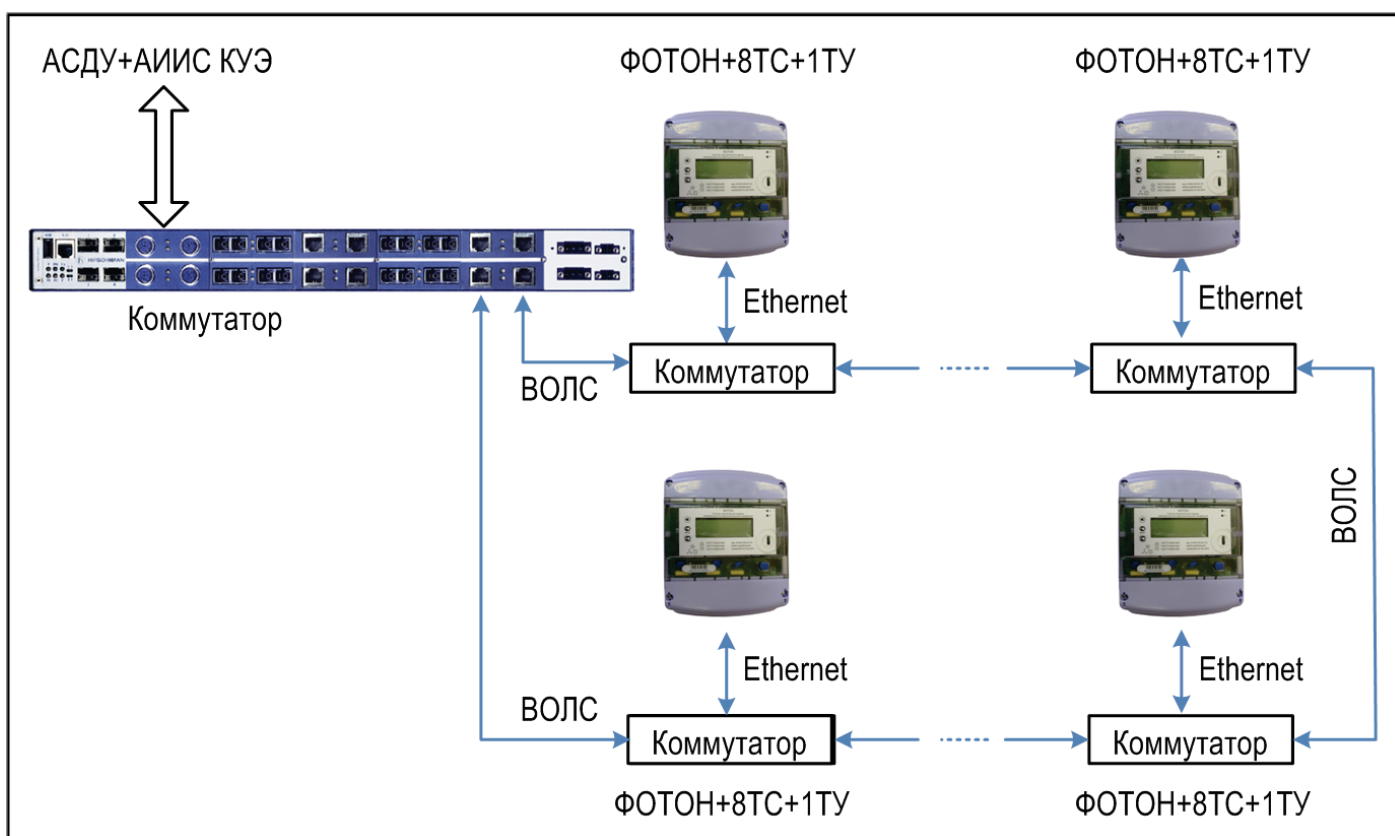 АСДУ+АИИС КУЭ
ФОТОН+8ТС+1ТУ
ФОТОН+8ТС+1ТУ
Ethernet
Ethernet
Коммутатор
Коммутатор
Коммутатор
ВОЛС
ВОЛС
Ethernet
Ethernet
ВОЛС
Коммутатор
Коммутатор
ФОТОН+8ТС+1ТУ
ФОТОН+8ТС+1ТУ